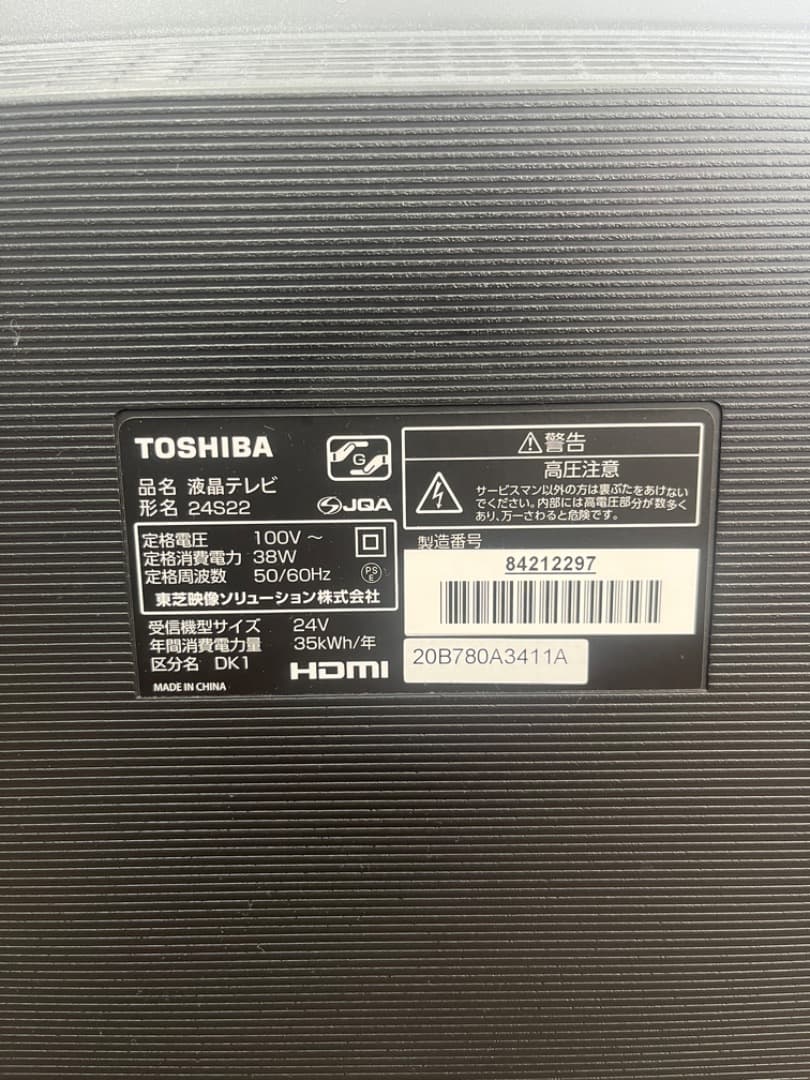 TOSHIBA
G
品名 液晶テレビ
形名 24S22
JQA
定格電圧 100V～
定格消費電力 38W
定格周波数 50/60Hz
PS
E
東芝映像ソリューション株式会社
受信機型サイズ 24V
年間消費電力量 35kWh/年
区分名 DK1
HDMI
MADE IN CHINA
警告
高圧注意
サービスマン以外の方は裏ぶたをあけない
でください。内部には高電圧部分が数多く
あり、万一さわると危険です。
製造番号
84212297
20B780A3411A